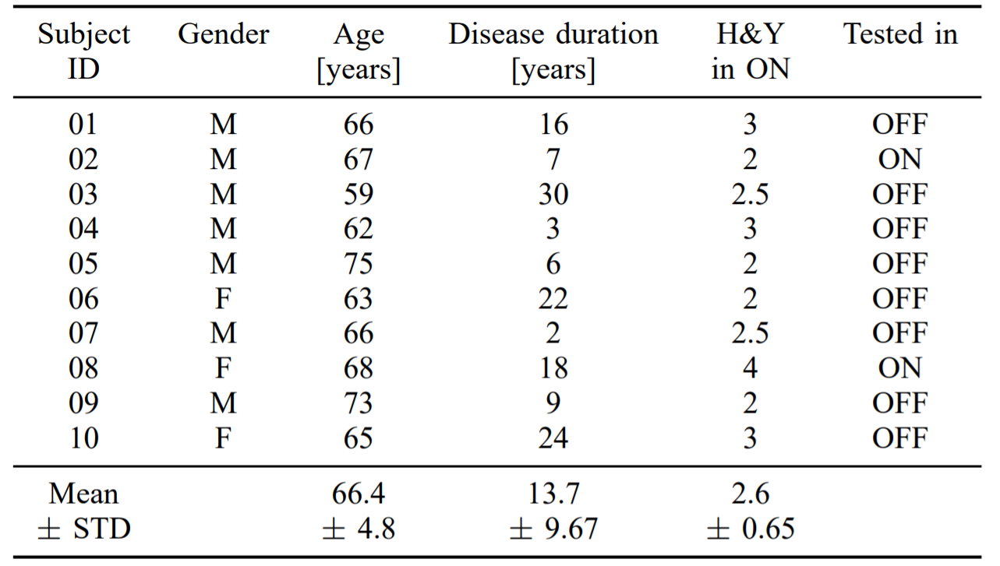 Subject Gender Age Disease duration H&Y Tested in
ID [years] [years] in ON
01 M 66 16 3 OFF
02 M 67 7 2 ON
03 M 59 30 2.5 OFF
04 M 62 3 3 OFF
05 M 75 6 2 OFF
06 F 63 22 2 OFF
07 M 66 2 2.5 OFF
08 F 68 18 4 ON
09 M 73 9 2 OFF
10 F 65 24 3 OFF
Mean 66.4 13.7 2.6
± STD ± 4.8 ± 9.67 ± 0.65